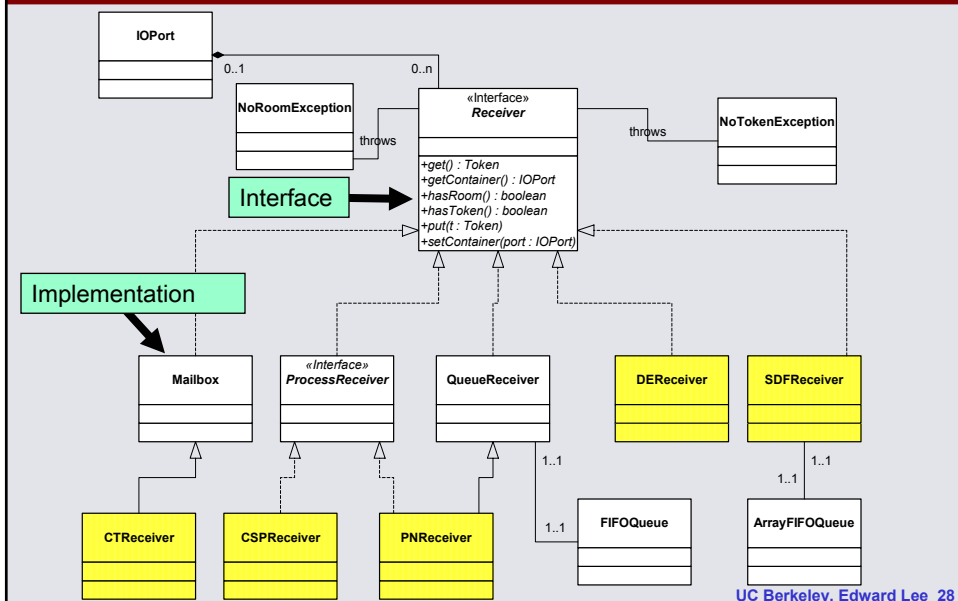 IOPort
0..1
0..n
NoRoomException
throws
«Interface»
Receiver
+get() : Token
+getContainer() : IOPort
+hasRoom() : boolean
+hasToken() : boolean
+put(t : Token)
+setContainer(port : IOPort)
throws
NoTokenException
Interface
Implementation
Mailbox
«Interface»
ProcessReceiver
QueueReceiver
DEReceiver
SDFReceiver
1..1
1..1
1..1
1..1
CTReceiver
CSPReceiver
PNReceiver
FIFOQueue
ArrayFIFOQueue
UC Berkeley, Edward Lee 28